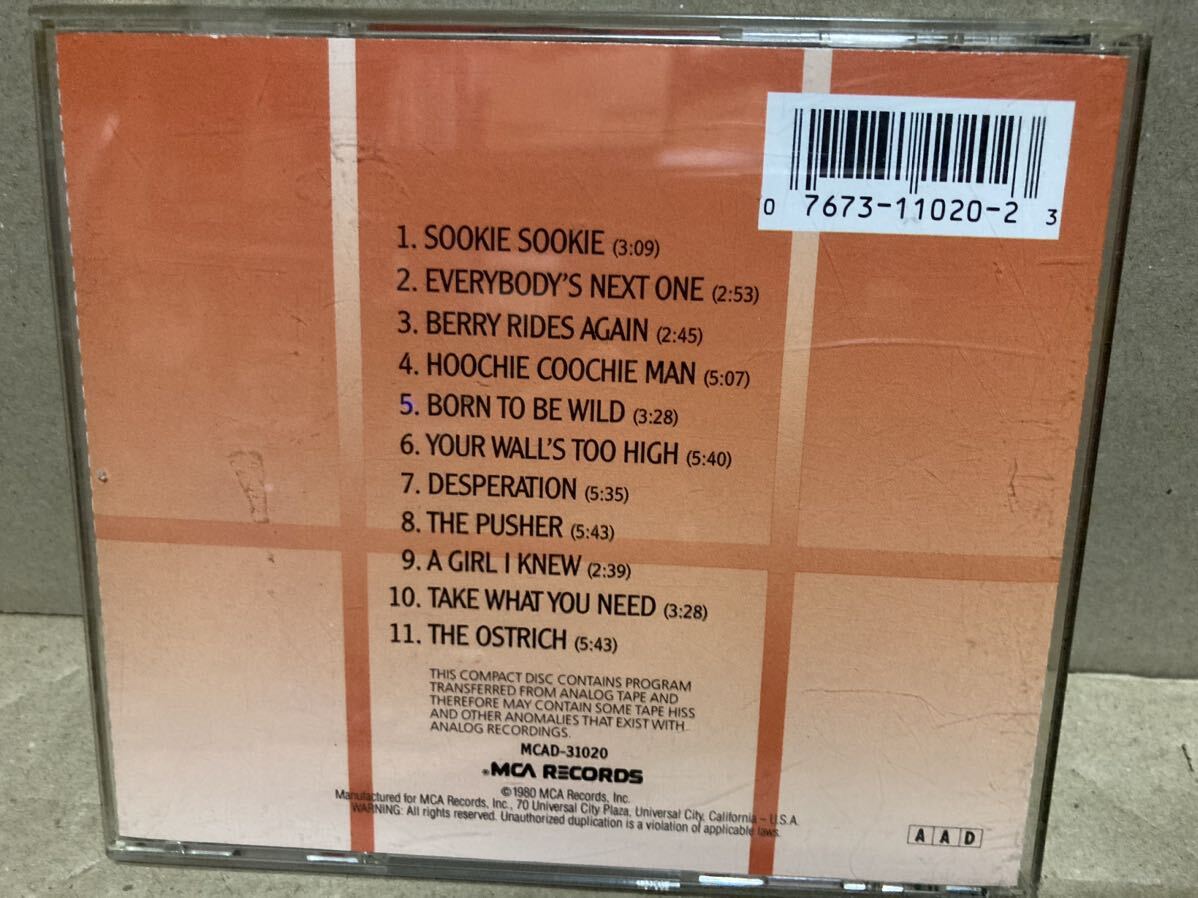 0 7673-11020-2 3
1. SOOKIE SOOKIE (3:09)
2. EVERYBODY'S NEXT ONE (2:53)
3. BERRY RIDES AGAIN (2:45)
4. HOOCHIE COOCHIE MAN (5:07)
5. BORN TO BE WILD (3:28)
6. YOUR WALL'S TOO HIGH (5:40)
7. DESPERATION (5:35)
8. THE PUSHER (5:43)
9. A GIRL I KNEW (2:39)
10. TAKE WHAT YOU NEED (3:28)
11. THE OSTRICH (5:43)
THIS COMPACT DISC CONTAINS PROGRAM
TRANSFERRED FROM ANALOG TAPE AND
THEREFORE MAY CONTAIN SOME TAPE HISS
AND OTHER ANOMALIES THAT EXIST WITH
ANALOG RECORDINGS.
MCAD-31020
MCA RECORDS
©1980 MCA Records, Inc.
Manufactured for MCA Records, Inc., 70 Universal City Plaza, Universal City, California – U.S.A.
WARNING: All rights reserved. Unauthorized duplication is a violation of applicable laws.
A A D